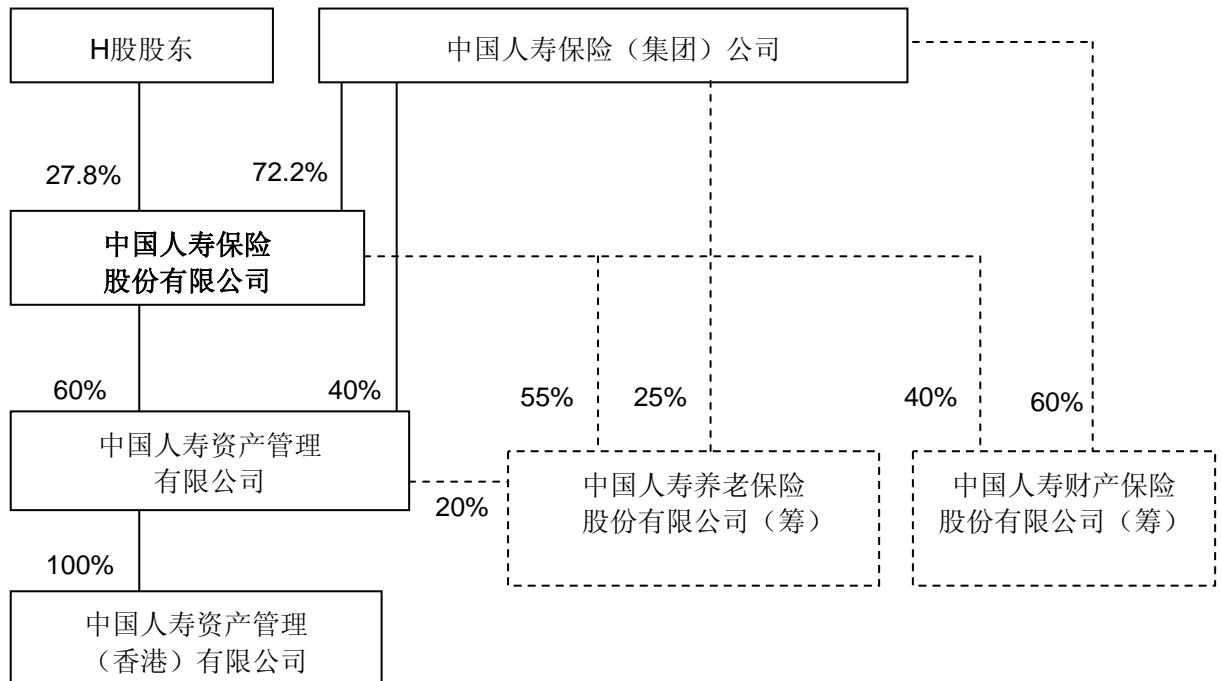 H股股东
中国人寿保险（集团）公司
27.8%
72.2%
中国人寿保险
股份有限公司
60%
40%
55%
25%
40%
60%
中国人寿资产管理
有限公司
20%
中国人寿养老保险
股份有限公司（筹）
中国人寿财产保险
股份有限公司（筹）
100%
中国人寿资产管理
（香港）有限公司